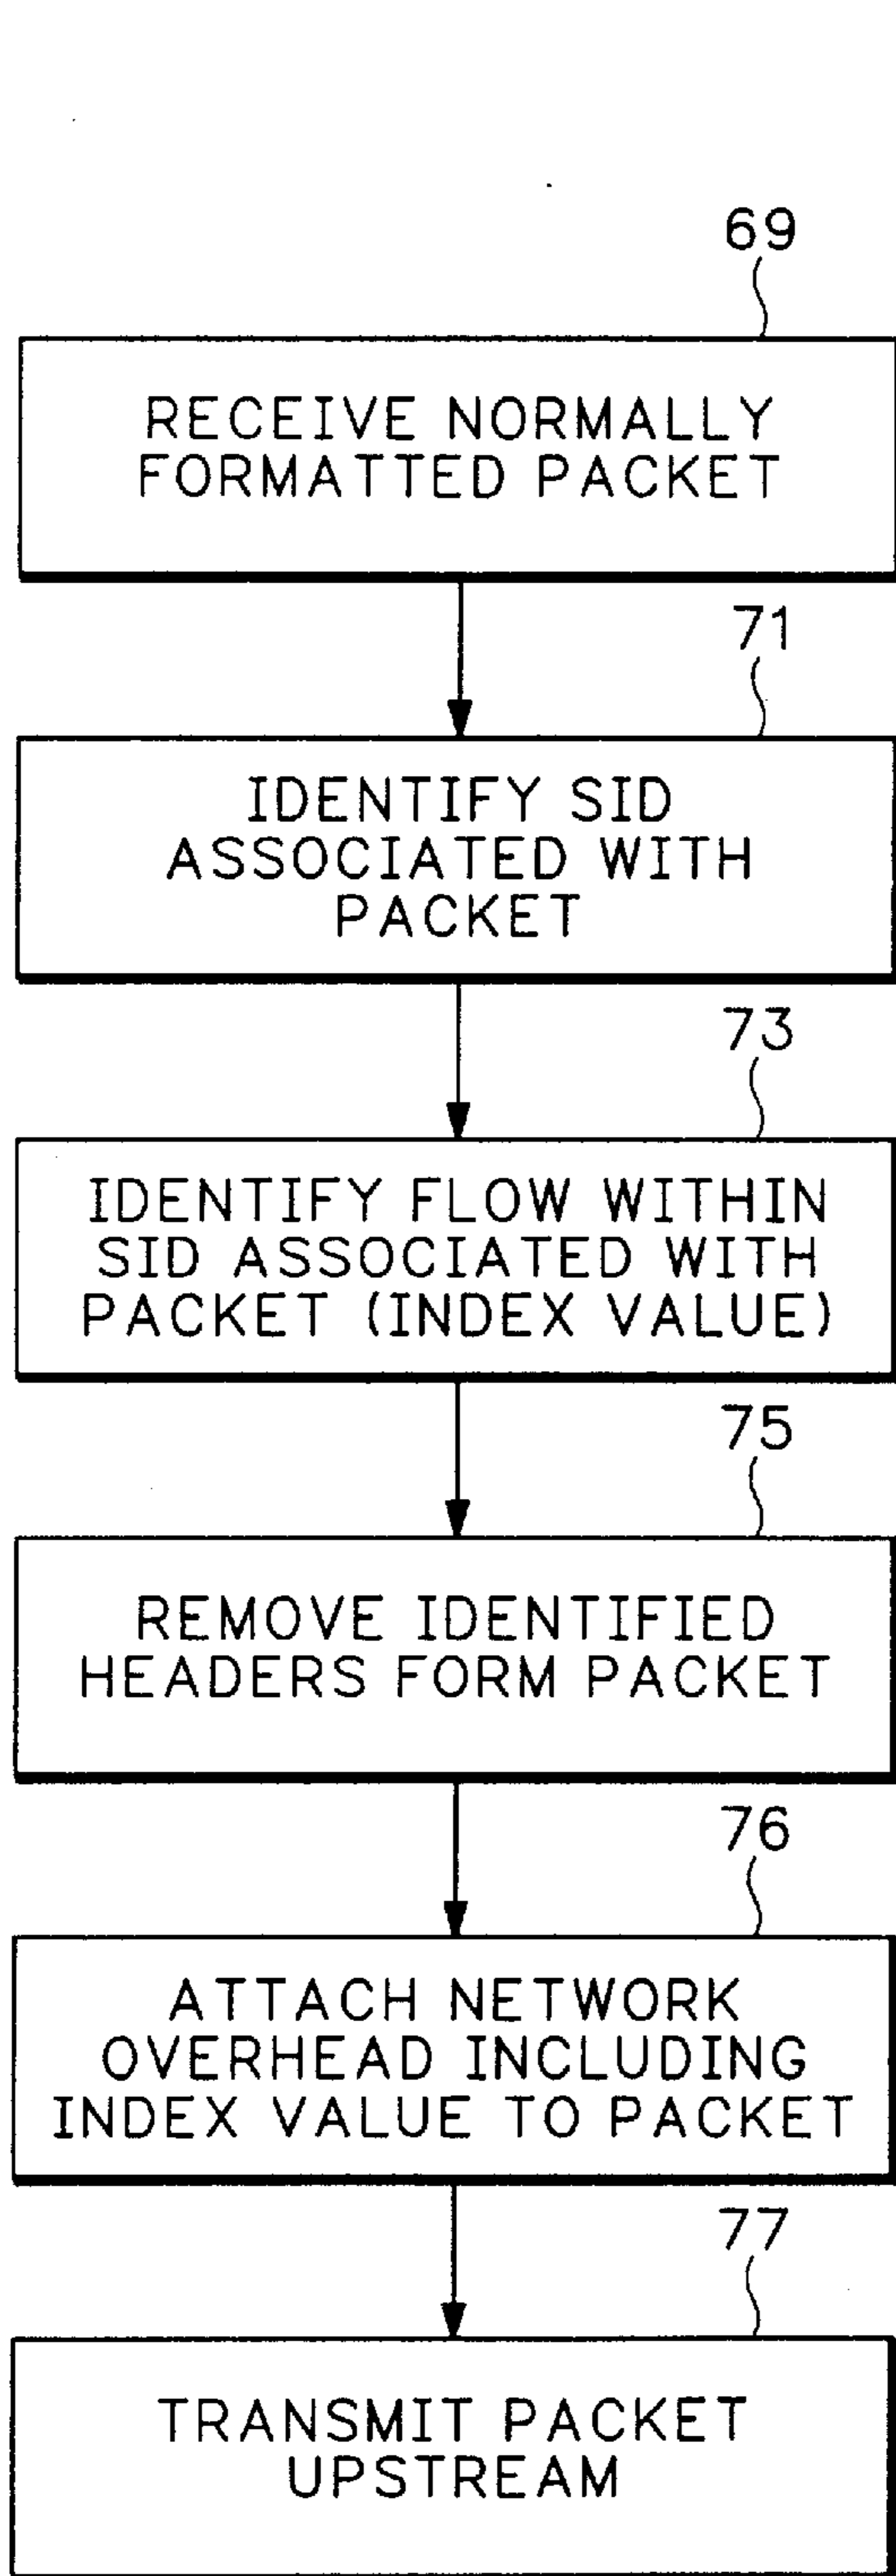 69
RECEIVE NORMALLY
FORMATTED PACKET
71
IDENTIFY SID
ASSOCIATED WITH
PACKET
73
IDENTIFY FLOW WITHIN
SID ASSOCIATED WITH
PACKET (INDEX VALUE)
75
REMOVE IDENTIFIED
HEADERS FORM PACKET
76
ATTACH NETWORK
OVERHEAD INCLUDING
INDEX VALUE TO PACKET
77
TRANSMIT PACKET
UPSTREAM